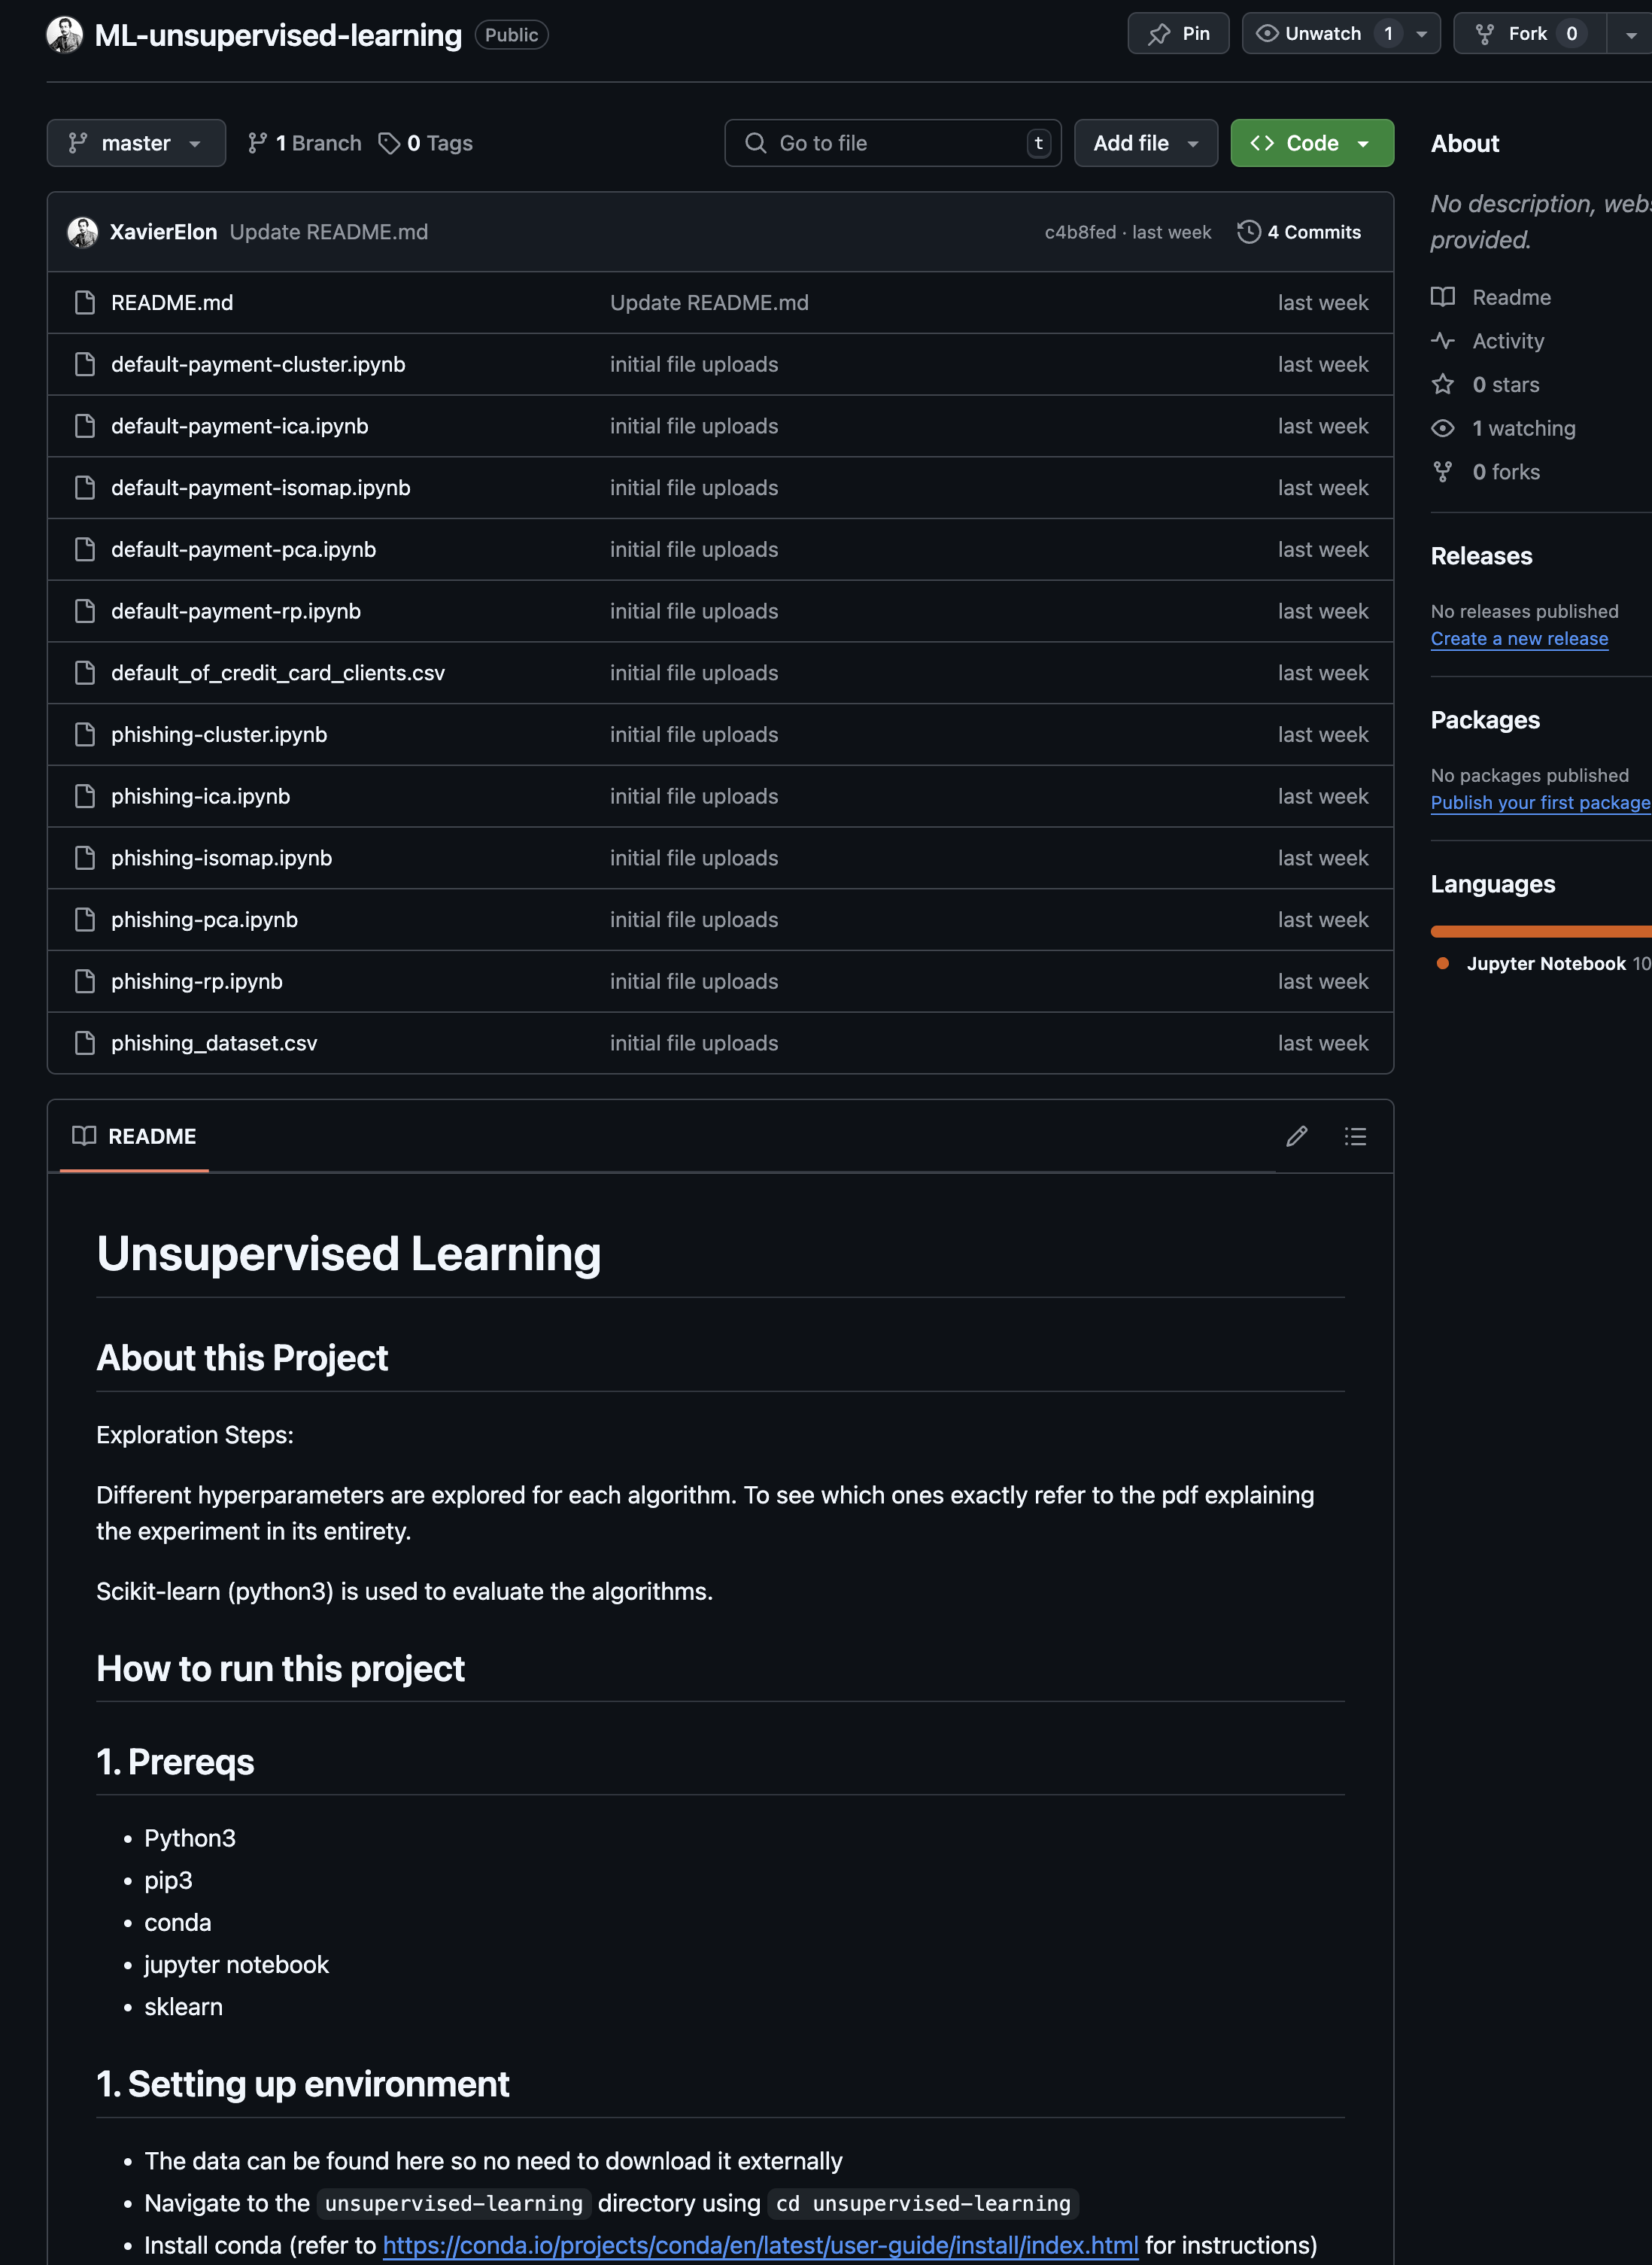 ML-unsupervised-learning Public
Pin Unwatch 1 Fork 0
master 1 Branch 0 Tags
Go to file t Add file Code
XavierElon Update README.md c4b8fed · last week 4 Commits
README.md Update README.md last week
default-payment-cluster.ipynb initial file uploads last week
default-payment-ica.ipynb initial file uploads last week
default-payment-isomap.ipynb initial file uploads last week
default-payment-pca.ipynb initial file uploads last week
default-payment-rp.ipynb initial file uploads last week
default_of_credit_card_clients.csv initial file uploads last week
phishing-cluster.ipynb initial file uploads last week
phishing-ica.ipynb initial file uploads last week
phishing-isomap.ipynb initial file uploads last week
phishing-pca.ipynb initial file uploads last week
phishing-rp.ipynb initial file uploads last week
phishing_dataset.csv initial file uploads last week
About
No description, webs
provided.
Readme
Activity
0 stars
1 watching
0 forks
Releases
No releases published
Create a new release
Packages
No packages published
Publish your first package
Languages
Jupyter Notebook 10
README
Unsupervised Learning
About this Project
Exploration Steps:
Different hyperparameters are explored for each algorithm. To see which ones exactly refer to the pdf explaining
the experiment in its entirety.
Scikit-learn (python3) is used to evaluate the algorithms.
How to run this project
1. Prereqs
• Python3
• pip3
• conda
• jupyter notebook
• sklearn
1. Setting up environment
• The data can be found here so no need to download it externally
• Navigate to the unsupervised-learning directory using cd unsupervised-learning
• Install conda (refer to https://conda.io/projects/conda/en/latest/user-guide/install/index.html for instructions)